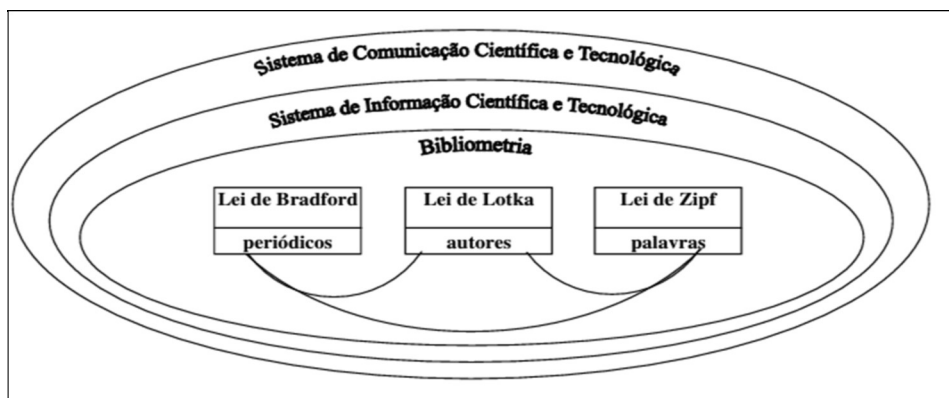 Sistema de Comunicação Científica e Tecnológica
Sistema de Informação Científica e Tecnológica
Bibliometria
Lei de Bradford
periódicos
Lei de Lotka
autores
Lei de Zipf
palavras